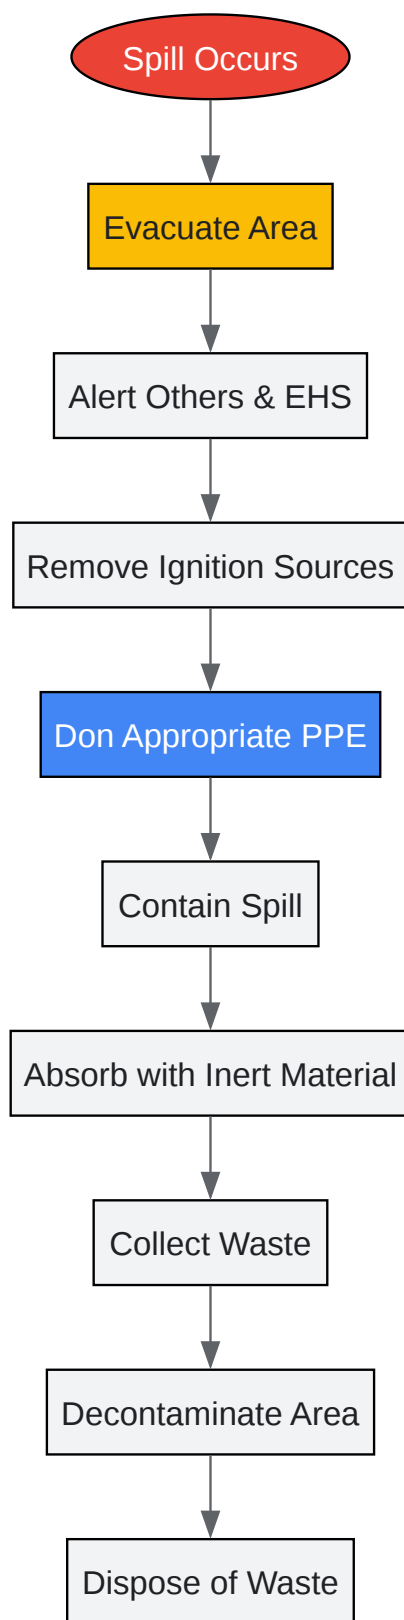 Spill Occurs
Evacuate Area
Alert Others & EHS
Remove Ignition Sources
Don Appropriate PPE
Contain Spill
Absorb with Inert Material
Collect Waste
Decontaminate Area
Dispose of Waste